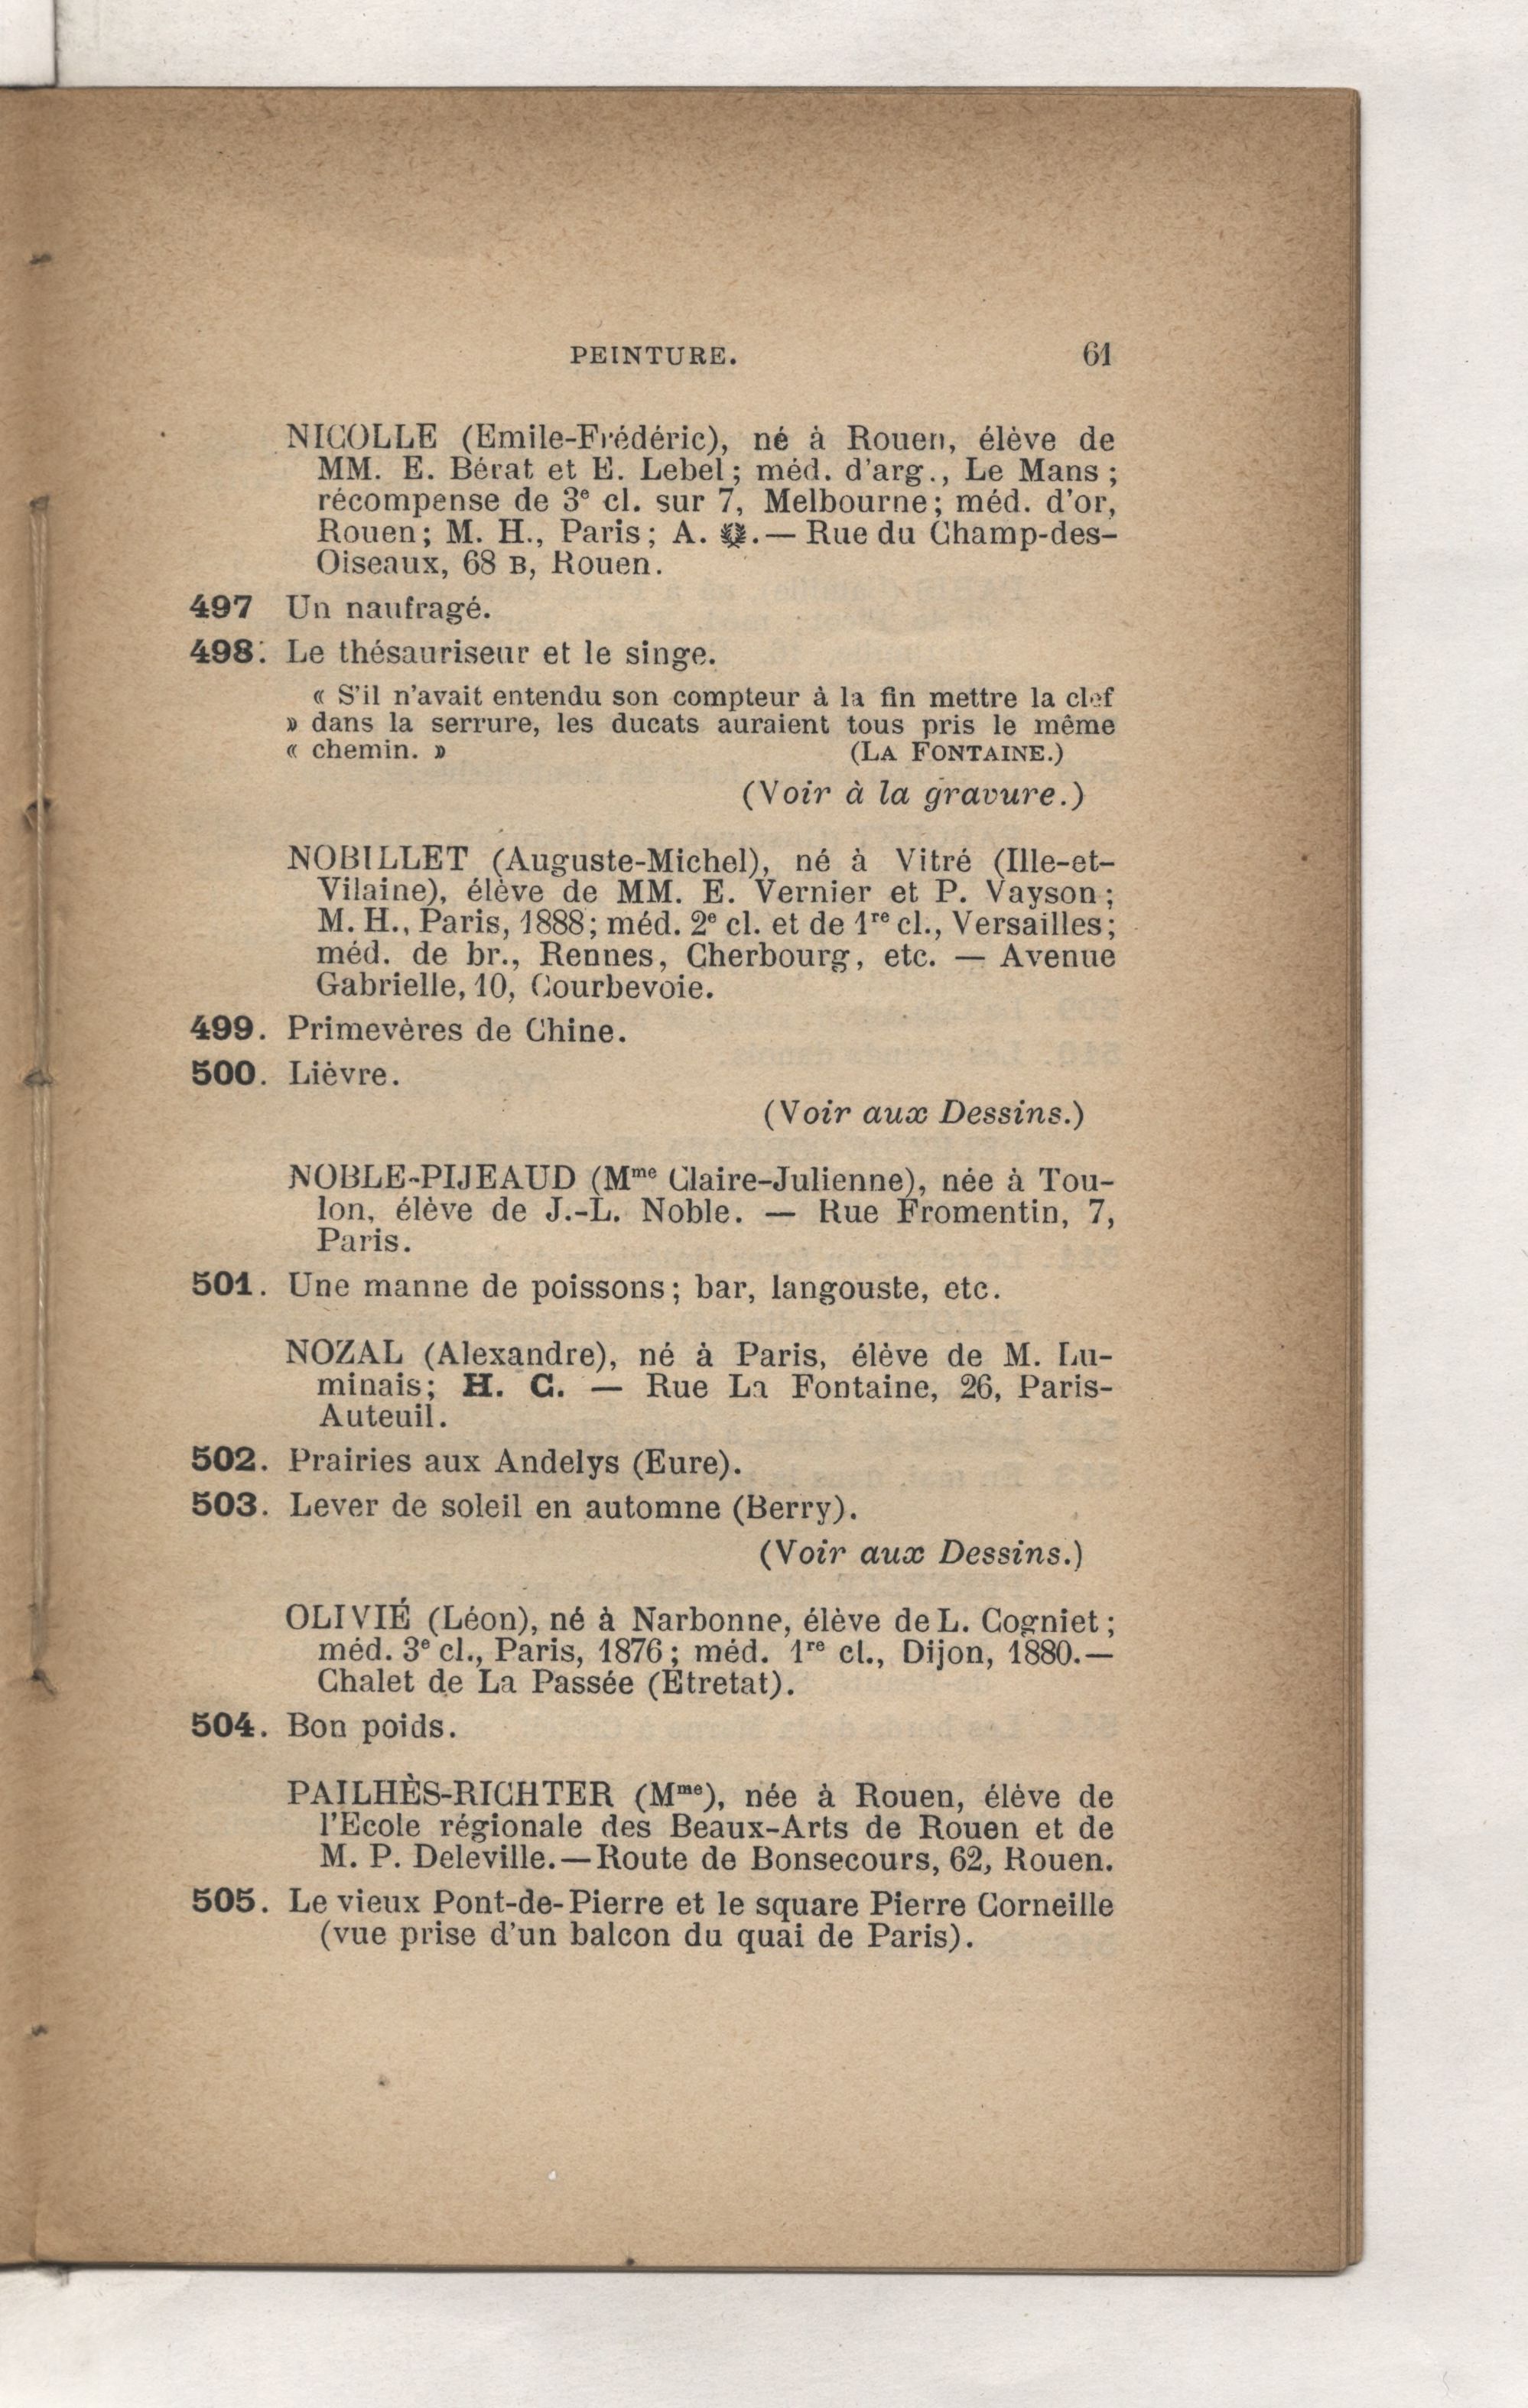 PEINTURE. 61
NICOLLE (Emile-Frédéric), né à Rouen, élève de
MM. E. Bérat et E. Lebel; méd. d'arg., Le Mans;
récompense de 3e cl. sur 7, Melbourne; méd. d'or,
Rouen; M. H., Paris; A. .— Rue du Champ-des-
Oiseaux, 68 B, Rouen.
497 Un naufragé.
498. Le thésauriseur et le singe.
« S'il n'avait entendu son compteur à la fin mettre la clef
» dans la serrure, les ducats auraient tous pris le même
« chemin. » (LA FONTAINE.)
(Voir à la gravure.)
NOBILLET (Auguste-Michel), né à Vitré (Ille-et-
Vilaine), élève de MM. E. Vernier et P. Vayson;
M. H., Paris, 1888; méd. 2e cl. et de 1re cl., Versailles;
méd. de br., Rennes, Cherbourg, etc. — Avenue
Gabrielle, 10, Courbevoie.
499. Primevères de Chine.
500. Lièvre.
(Voir aux Dessins.)
NOBLE-PIJEAUD (Mme Claire-Julienne), née à Tou-
lon, élève de J.-L. Noble. — Rue Fromentin, 7,
Paris.
501. Une manne de poissons; bar, langouste, etc.
NOZAL (Alexandre), né à Paris, élève de M. Lu-
minais; H. C. — Rue La Fontaine, 26, Paris-
Auteuil.
502. Prairies aux Andelys (Eure).
503. Lever de soleil en automne (Berry).
(Voir aux Dessins.)
OLIVIÉ (Léon), né à Narbonne, élève de L. Cogniet;
méd. 3e cl., Paris, 1876; méd. 1re cl., Dijon, 1880.—
Chalet de La Passée (Etretat).
504. Bon poids.
PAILHÈS-RICHTER (Mme), née à Rouen, élève de
l'Ecole régionale des Beaux-Arts de Rouen et de
M. P. Deleville.—Route de Bonsecours, 62, Rouen.
505. Le vieux Pont-de-Pierre et le square Pierre Corneille
(vue prise d'un balcon du quai de Paris).